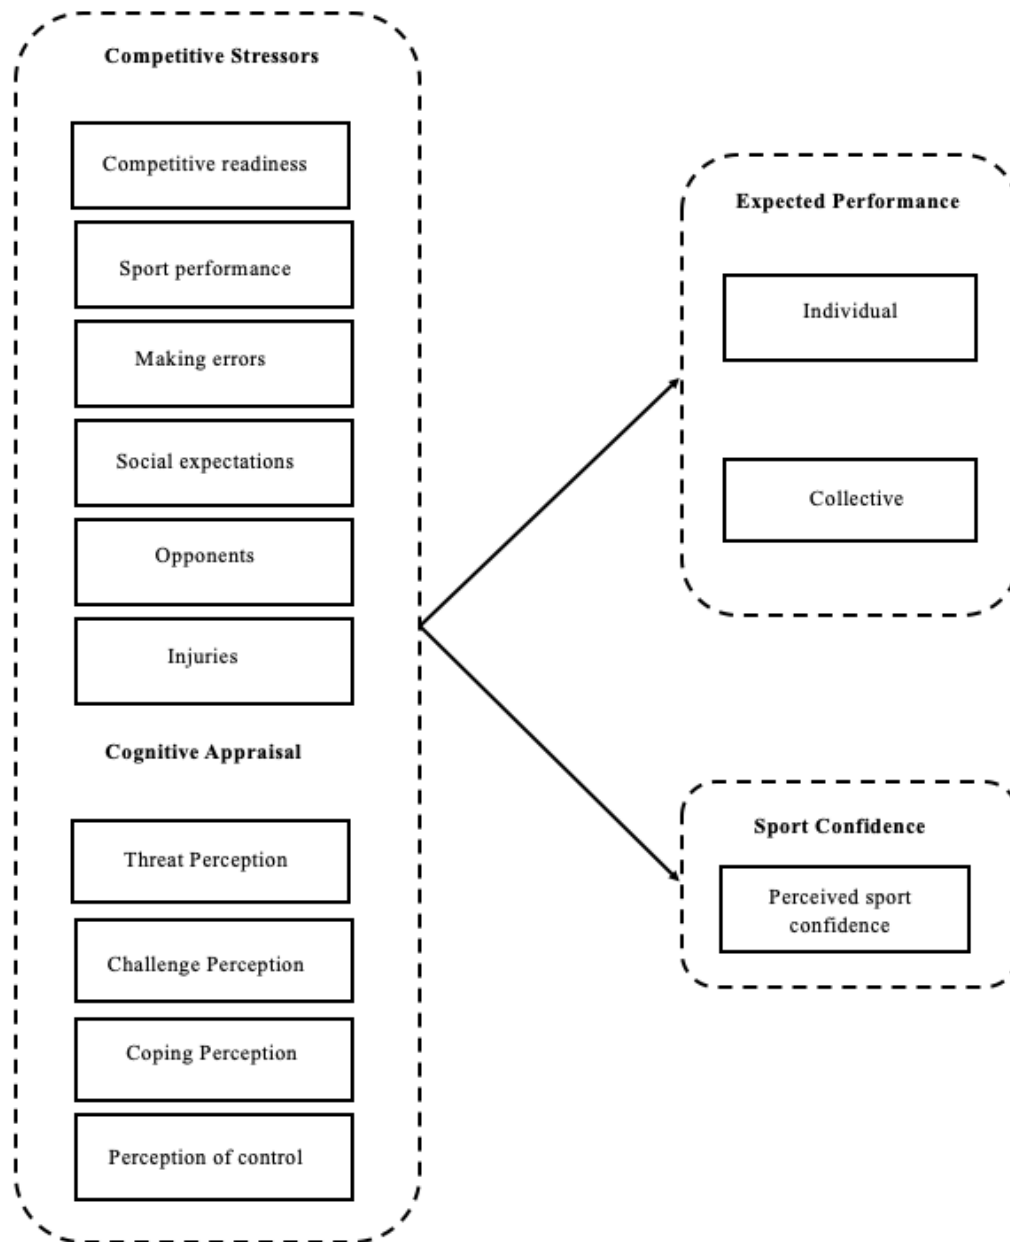 Competitive Stressors
Competitive readiness
Sport performance
Making errors
Social expectations
Opponents
Injuries
Cognitive Appraisal
Threat Perception
Challenge Perception
Coping Perception
Perception of control
Expected Performance
Individual
Collective
Sport Confidence
Perceived sport
confidence